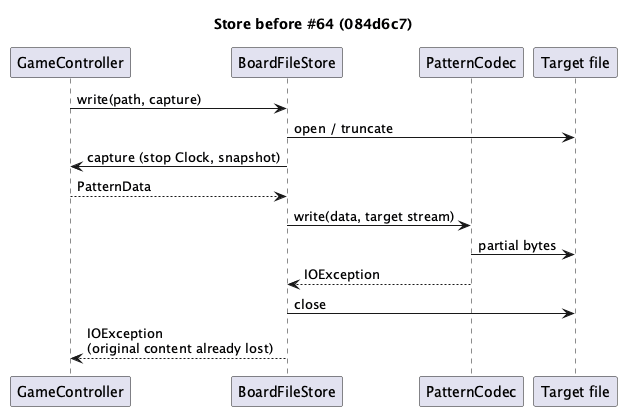 Store before #64 (084d6c7)
GameController BoardFileStore PatternCodec Target file
write(path, capture)
open / truncate
capture (stop Clock, snapshot)
PatternData
write(data, target stream)
partial bytes
IOException
close
IOException
(original content already lost)
GameController BoardFileStore PatternCodec Target file